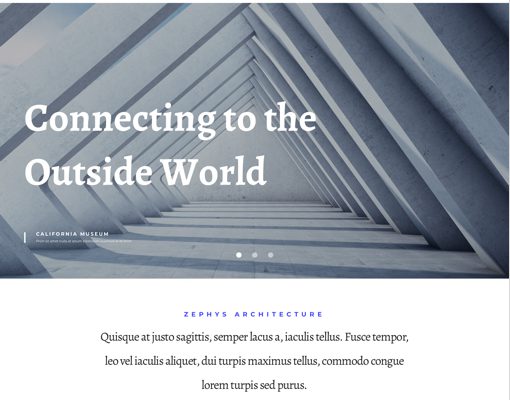 Connecting to the
Outside World
CALIFORNIA MUSEUM
ZEPHYS ARCHITECTURE
Quisque at justo sagittis, semper lacus a, iaculis tellus. Fusce tempor,
leo vel iaculis aliquet, dui turpis maximus tellus, commodo congue
lorem turpis sed purus.